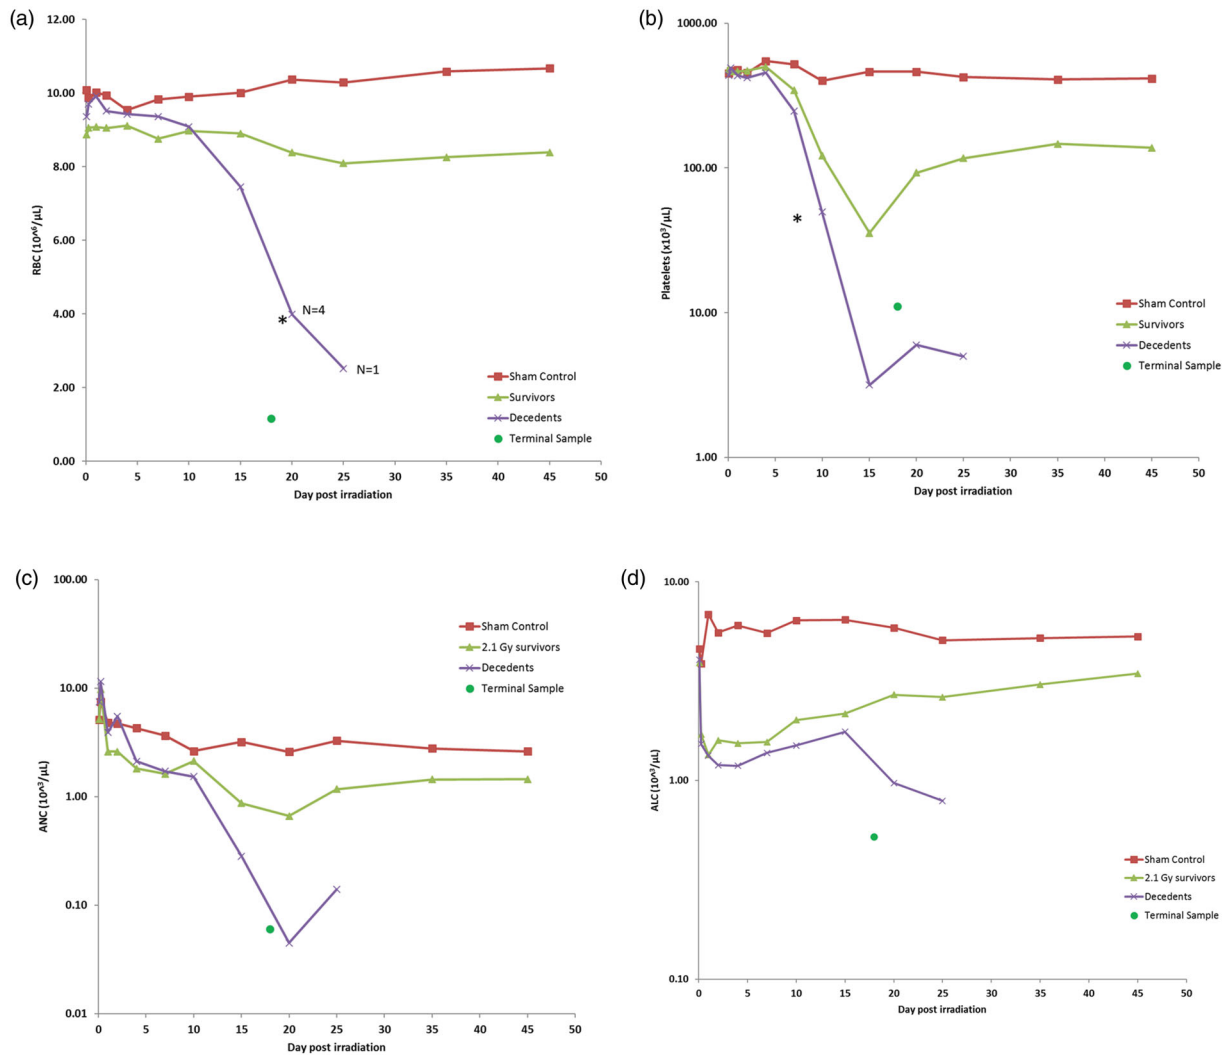 (a)
12.00
10.00
8.00
6.00
4.00
2.00
0.00
RBC (10^6/µL)
0 5 10 15 20 25 30 35 40 45 50
Day post irradiation
*
N=4
N=1
Sham Control
Survivors
Decedents
Terminal Sample
(b)
1000.00
100.00
10.00
1.00
Platelets (x10³/µL)
0 5 10 15 20 25 30 35 40 45 50
Day post irradiation
*
Sham Control
Survivors
Decedents
Terminal Sample
(c)
100.00
10.00
1.00
0.10
0.01
ANC (10^3/µL)
0 5 10 15 20 25 30 35 40 45 50
Day post irradiation
Sham Control
2.1 Gy survivors
Decedents
Terminal Sample
(d)
10.00
1.00
0.10
ALC (10^3/µL)
0 5 10 15 20 25 30 35 40 45 50
Day post irradiation
Sham Control
2.1 Gy survivors
Decedents
Terminal Sample